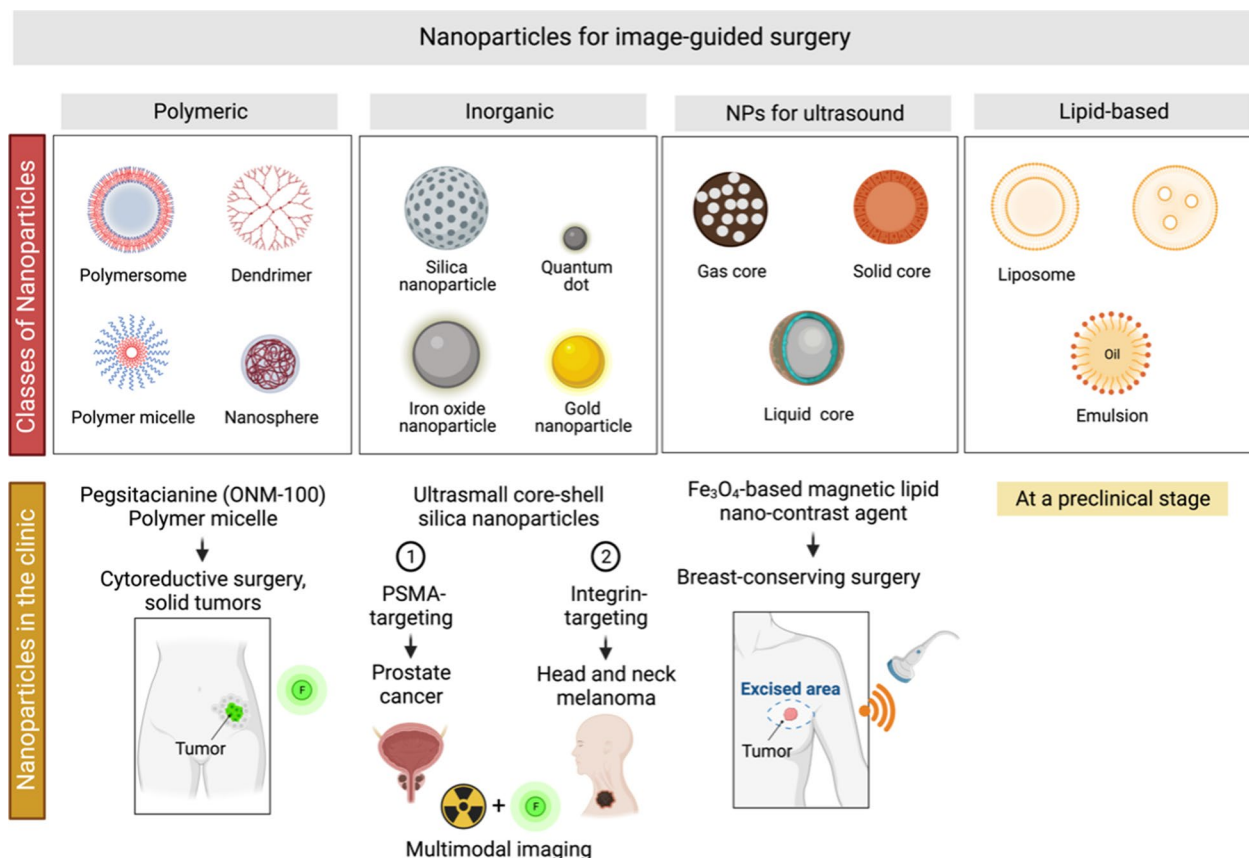 Nanoparticles for image-guided surgery
Polymeric
Inorganic
NPs for ultrasound
Lipid-based
Classes of Nanoparticles
Polymersome
Dendrimer
Polymer micelle
Nanosphere
Silica
nanoparticle
Quantum
dot
Iron oxide
nanoparticle
Gold
nanoparticle
Gas core
Solid core
Liquid core
Liposome
Oil
Emulsion
Nanoparticles in the clinic
Pegsitacianine (ONM-100)
Polymer micelle
Cytoreductive surgery,
solid tumors
Tumor
F
Ultrasmall core-shell
silica nanoparticles
1
PSMA-
targeting
Prostate
cancer
2
Integrin-
targeting
Head and neck
melanoma
+
F
Multimodal imaging
Fe₃O₄-based magnetic lipid
nano-contrast agent
Breast-conserving surgery
Excised area
Tumor
At a preclinical stage